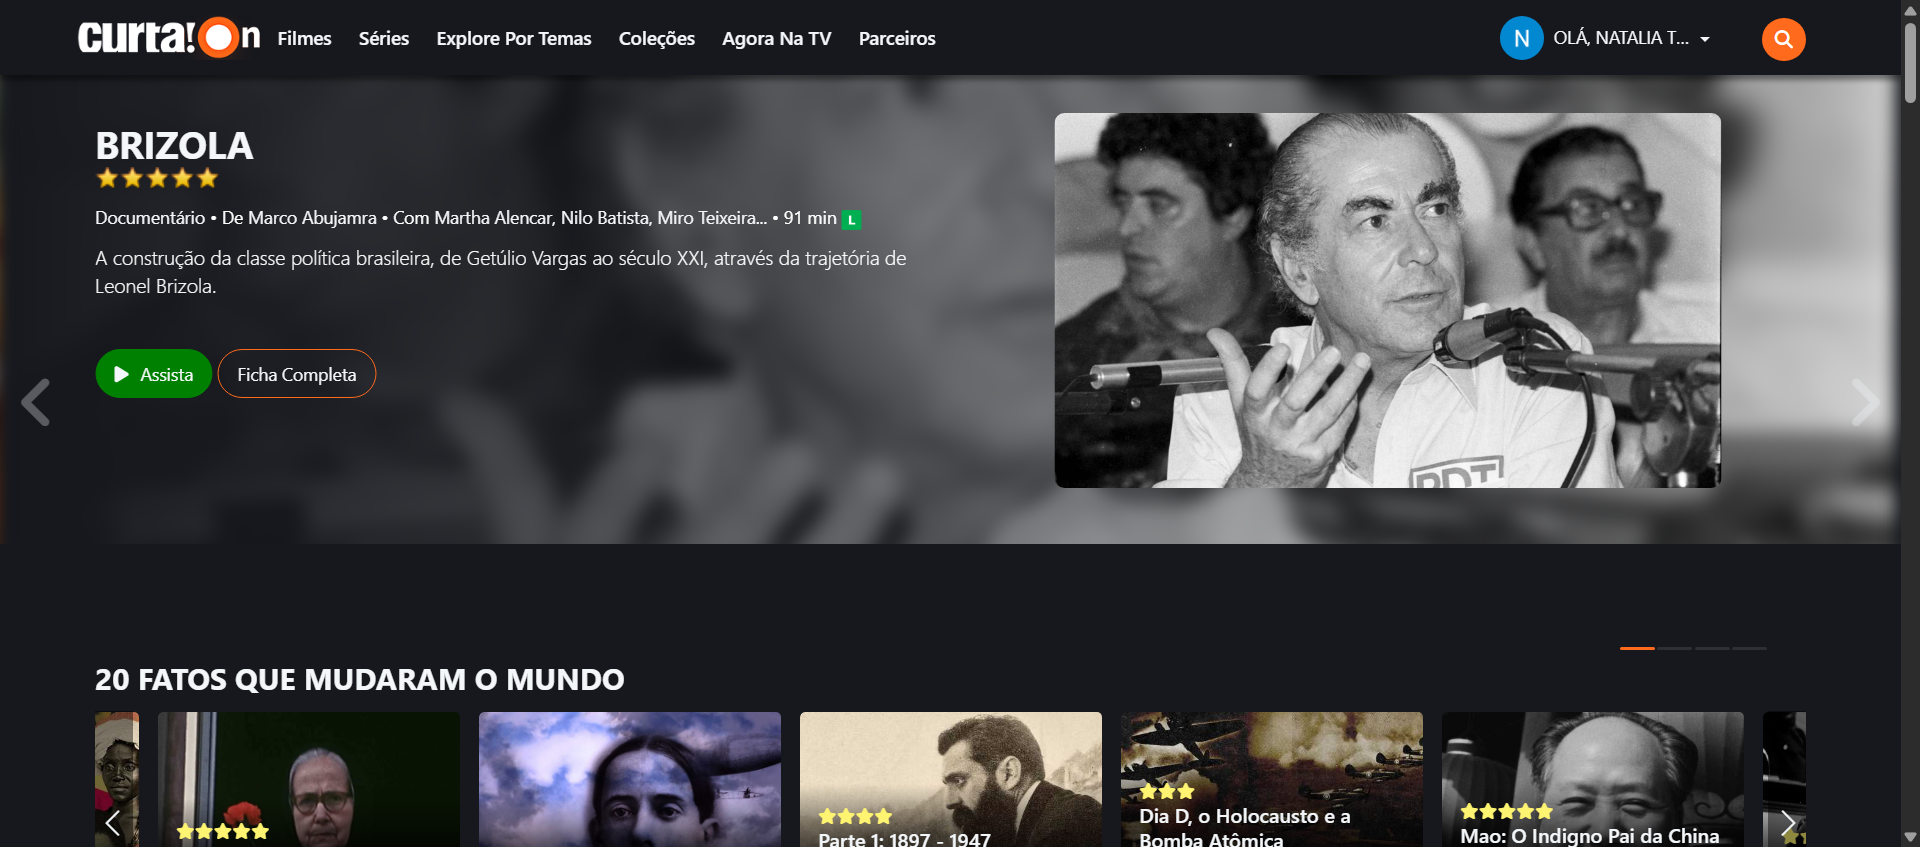 curta!On
Filmes
Séries
Explore Por Temas
Coleções
Agora Na TV
Parceiros
N
OLÁ, NATALIA T...
BRIZOLA
Documentário • De Marco Abujamra • Com Martha Alencar, Nilo Batista, Miro Teixeira... • 91 min L
A construção da classe política brasileira, de Getúlio Vargas ao século XXI, através da trajetória de
Leonel Brizola.
Assista
Ficha Completa
PDT
20 FATOS QUE MUDARAM O MUNDO
Parte 1: 1897 - 1947
Dia D, o Holocausto e a
Bomba Atômica
Mao: O Indigno Pai da China